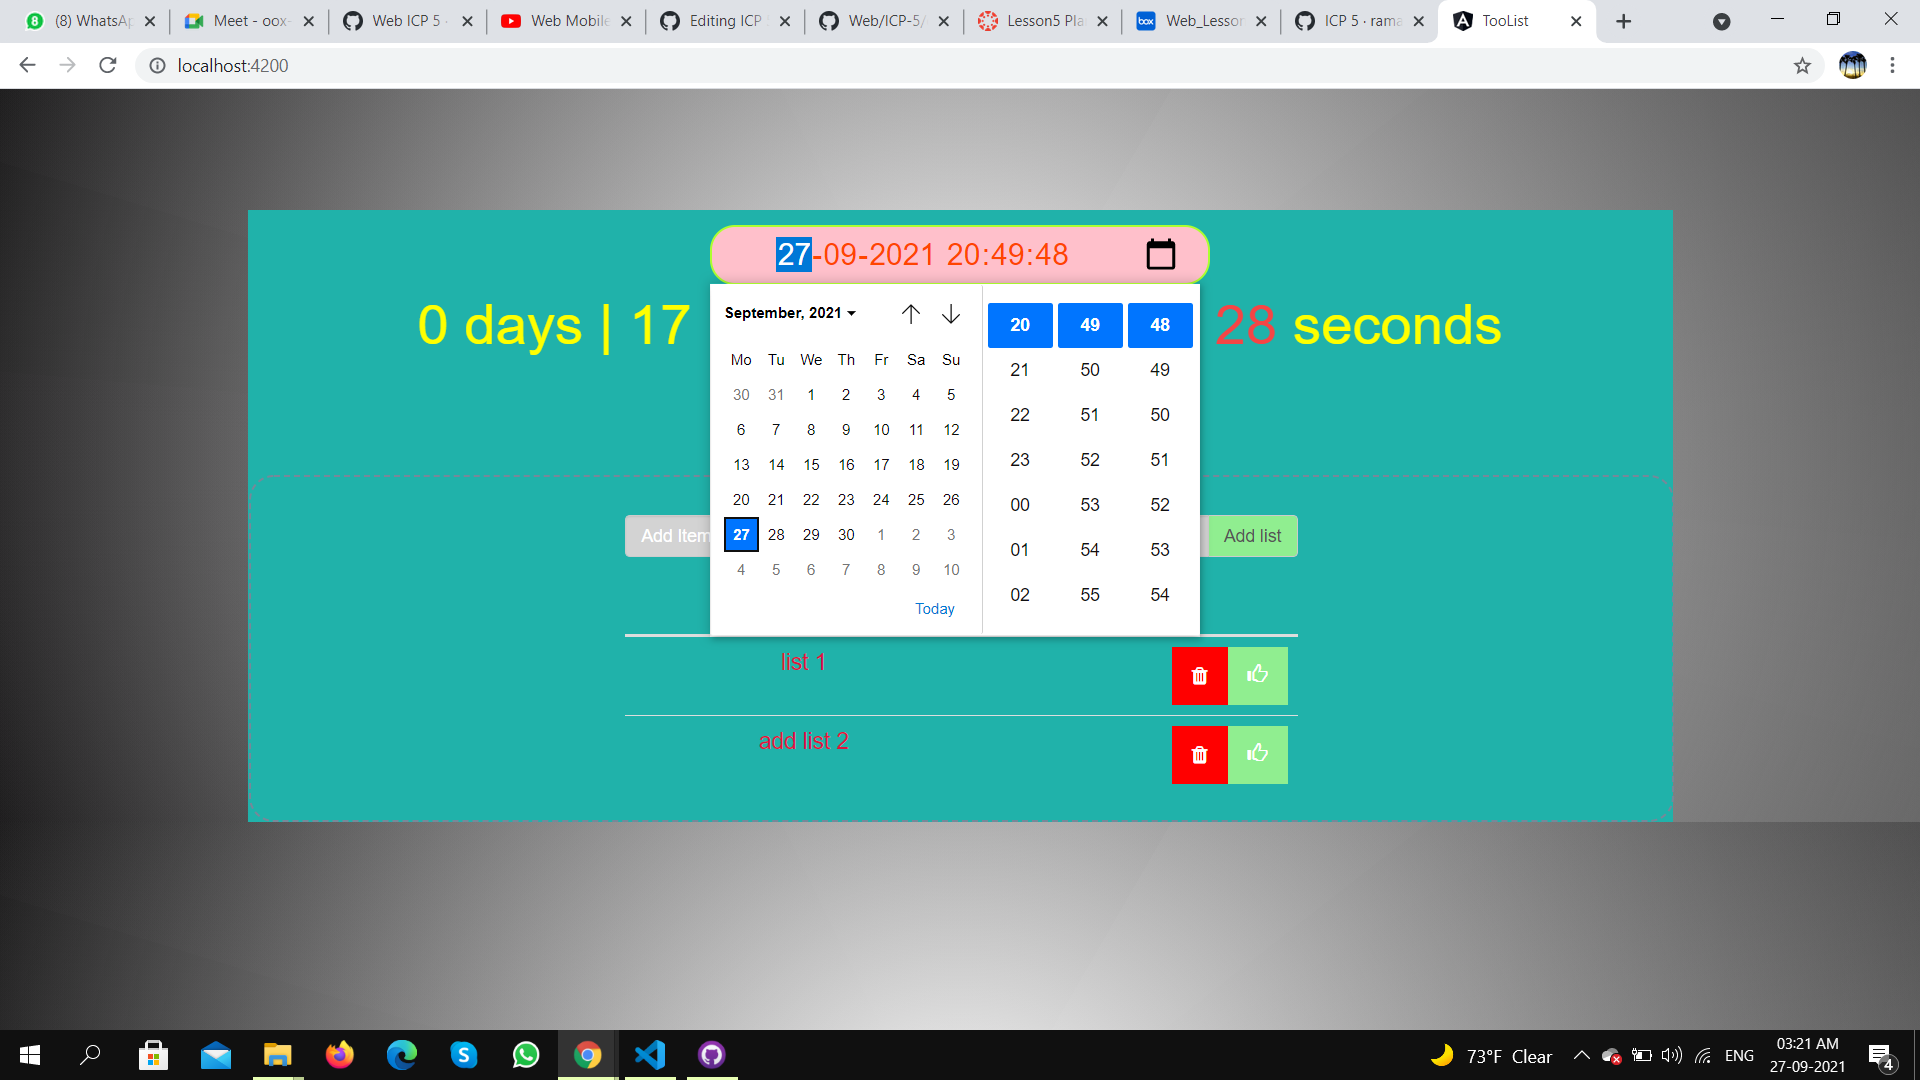 (8) WhatsAp
Meet - oox-
Web ICP 5 -
Web Mobile
Editing ICP
Web/ICP-5/
Lesson5 Pla
box
Web_Lesson
ICP 5 · rama
TooList
localhost:4200
27-09-2021 20:49:48
0 days | 17 28 seconds
September, 2021
Mo Tu We Th Fr Sa Su
30 31 1 2 3 4 5
6 7 8 9 10 11 12
13 14 15 16 17 18 19
20 21 22 23 24 25 26
27 28 29 30 1 2 3
4 5 6 7 8 9 10
Today
20 49 48
21 50 49
22 51 50
23 52 51
00 53 52
01 54 53
02 55 54
Add Item
Add list
list 1
add list 2
73°F Clear
ENG
03:21 AM
27-09-2021
4